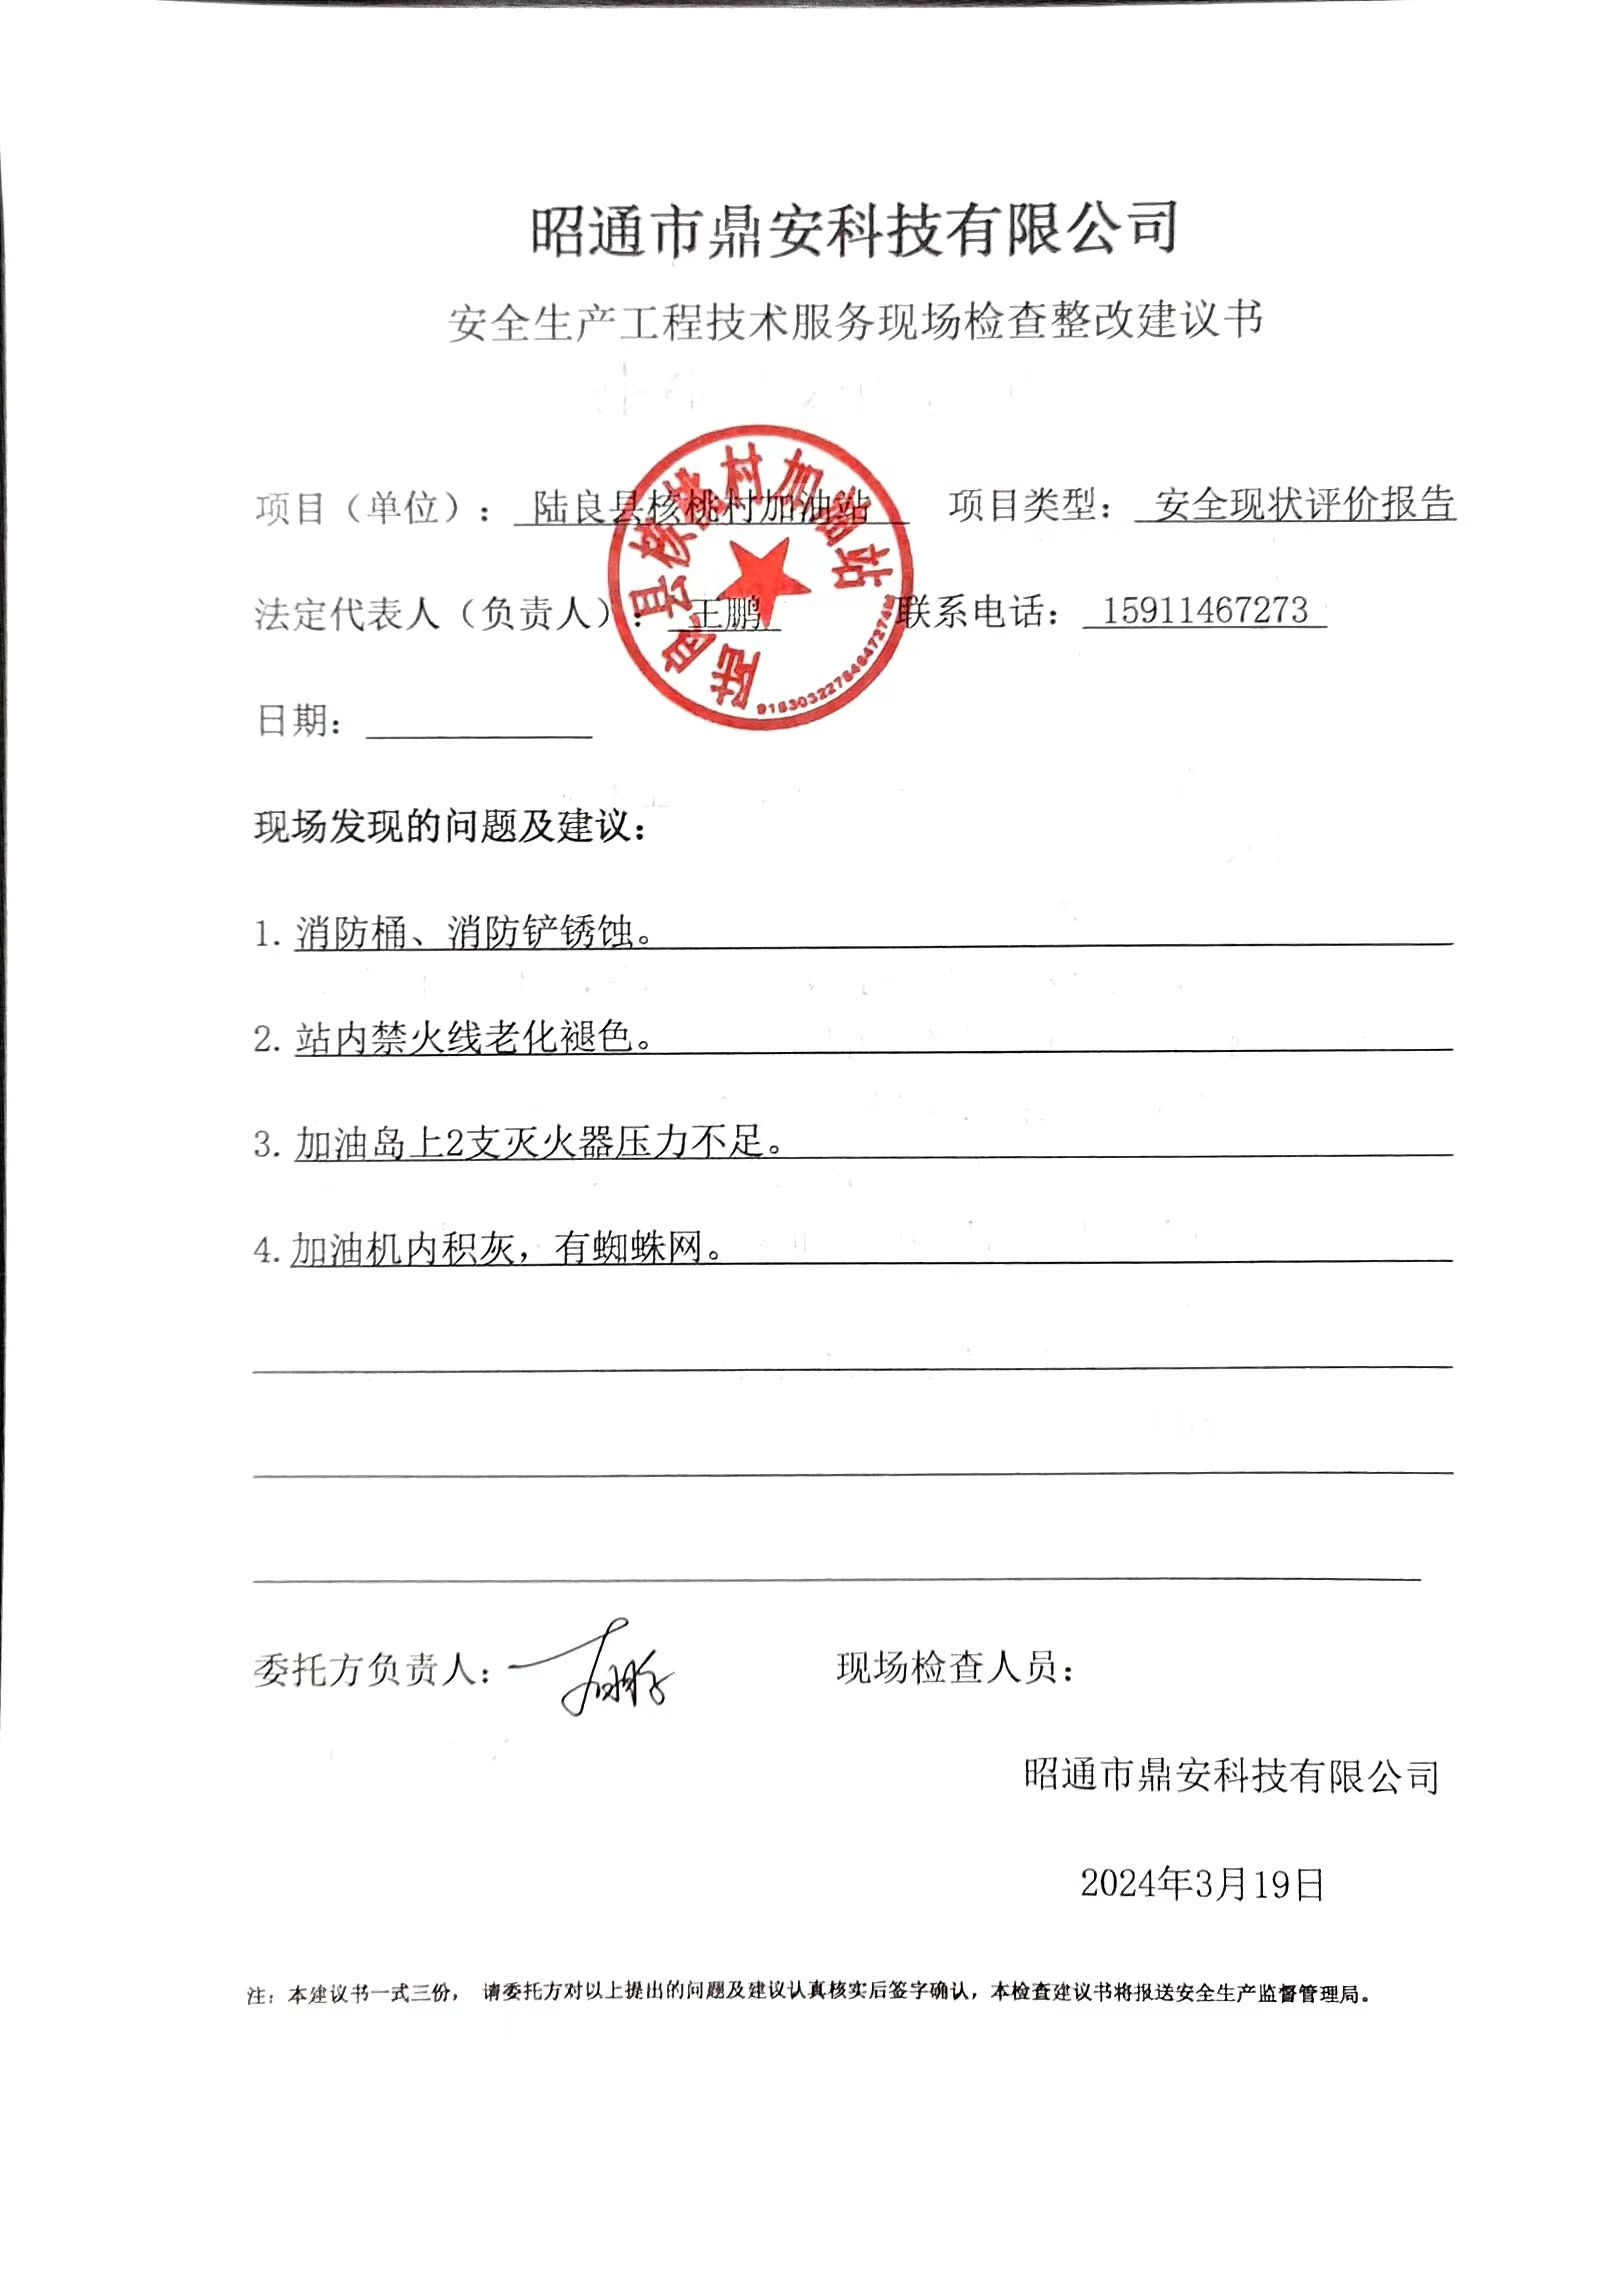 昭通市鼎安科技有限公司
安全生产工程技术服务现场检查整改建议书
项目（单位）： 陆良县核桃村加油站 项目类型： 安全现状评价报告
陆良县核桃村加油站
法定代表人（负责人）： 王鹏 联系电话： 15911467273
日期：
现场发现的问题及建议：
1. 消防桶、消防铲锈蚀。
2. 站内禁火线老化褪色。
3. 加油岛上2支灭火器压力不足。
4. 加油机内积灰，有蜘蛛网。
委托方负责人： 现场检查人员：
昭通市鼎安科技有限公司
2024年3月19日
注：本建议书一式三份， 请委托方对以上提出的问题及建议认真核实后签字确认，本检查建议书将报送安全生产监督管理局。